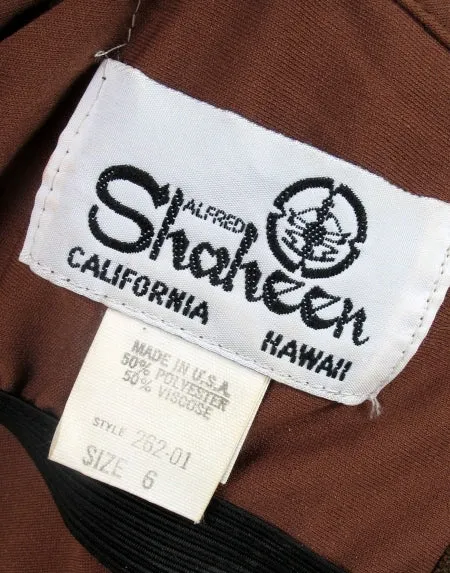 ALFRED
Shaheen
CALIFORNIA
HAWAII
MADE IN U.S.A.
50% POLYESTER
50% VISCOSE
STYLE 262-01
SIZE 6